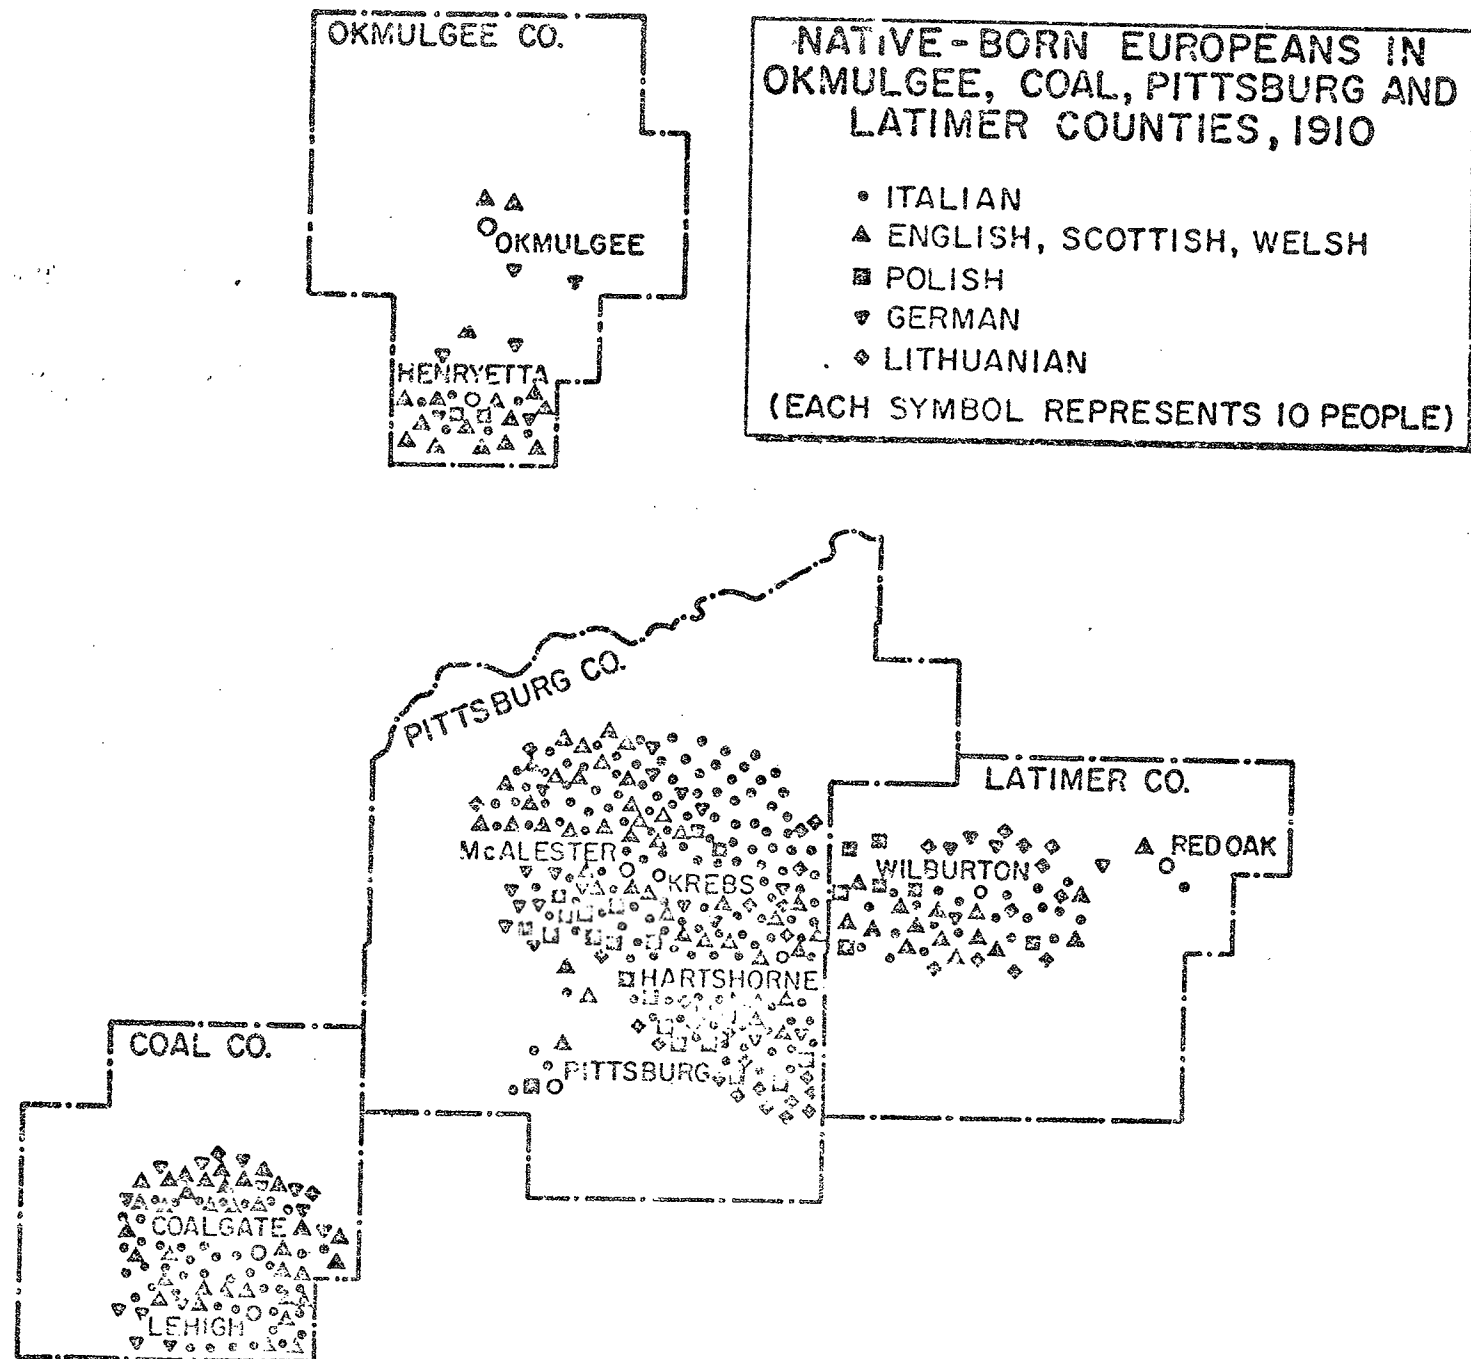 OKMULGEE CO.
NATIVE-BORN EUROPEANS IN
OKMULGEE, COAL, PITTSBURG AND
LATIMER COUNTIES, 1910
ITALIAN
ENGLISH, SCOTTISH, WELSH
POLISH
GERMAN
LITHUANIAN
(EACH SYMBOL REPRESENTS 10 PEOPLE)
OKMULGEE
HENRYETTA
PITTSBURG CO.
LATIMER CO.
McALESTER
RED OAK
WILBURTON
KREBS
HARTSHORNE
COAL CO.
PITTSBURG
COALGATE
LEHIGH